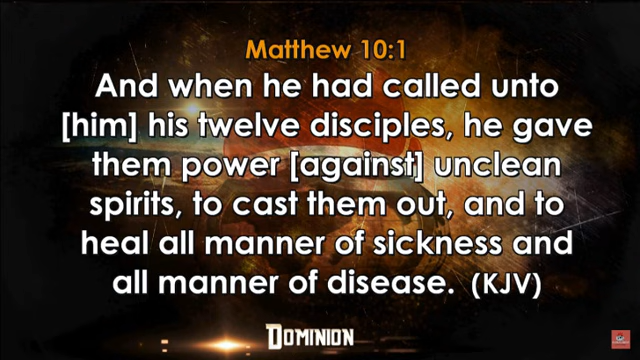 Matthew 10:1
And when he had called unto
[him] his twelve disciples, he gave
them power [against] unclean
spirits, to cast them out, and to
heal all manner of sickness and
all manner of disease. (KJV)
DOMINION